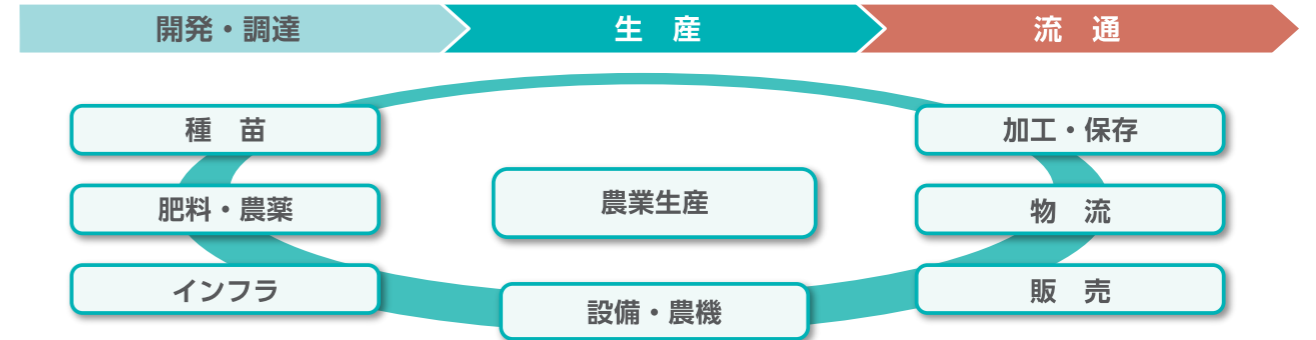 開発・調達
生　産
流　通
種　苗
肥料・農薬
インフラ
農業生産
設備・農機
加工・保存
物　流
販　売